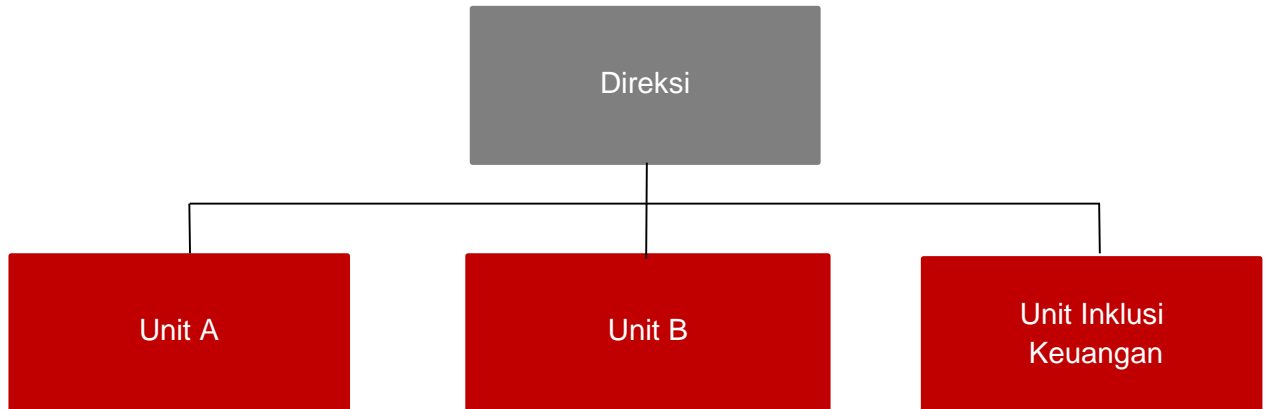 Direksi
Unit A
Unit B
Unit Inklusi
Keuangan